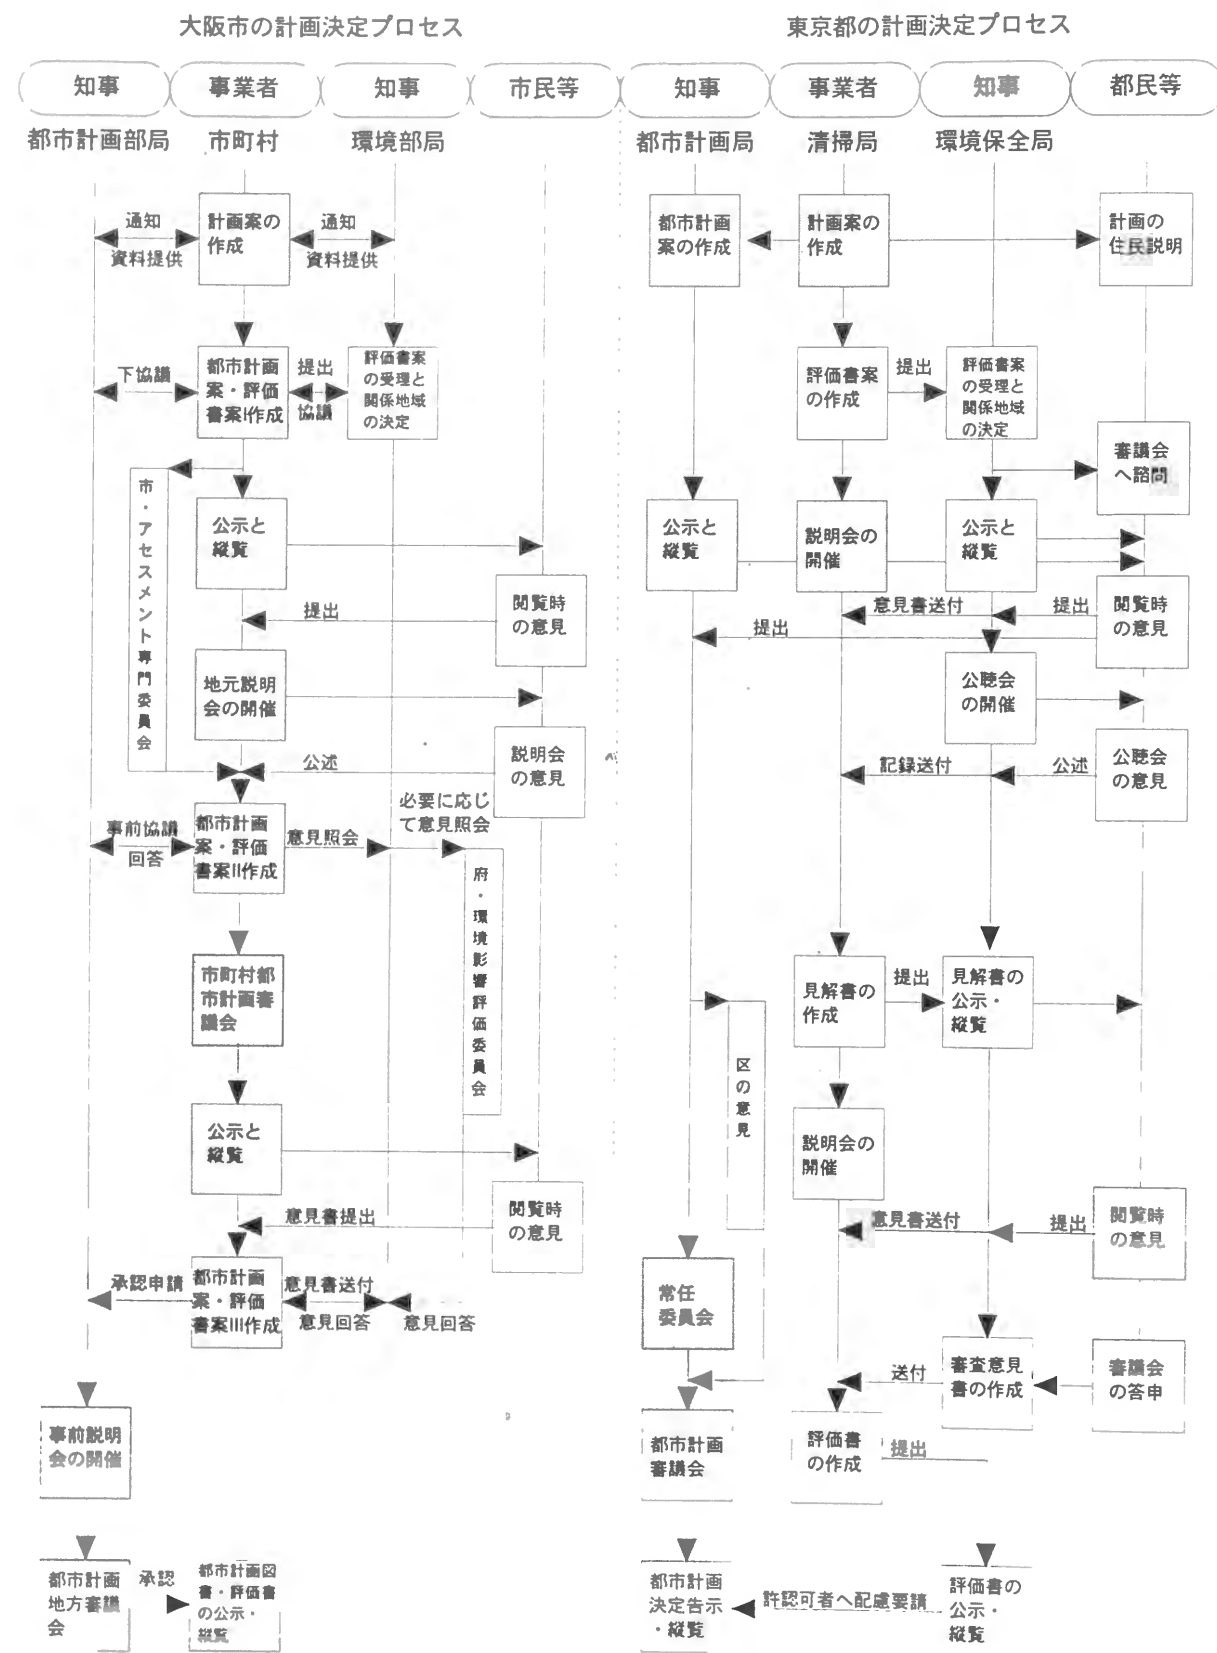 大阪市の計画決定プロセス
知事
事業者
知事
市民等
都市計画部局
市町村
環境部局
通知
計画案の
作成
通知
資料提供
資料提供
下協議
都市計画
案・評価
書案I作成
提出
協議
評価書案
の受理と
関係地域
の決定
市・アセスメント専門委員会
公示と
縦覧
閲覧時
の意見
提出
地元説明
会の開催
説明会
の意見
公述
事前協議
回答
都市計画
案・評価
書案II作成
意見照会
必要に応じ
て意見照会
府・環境影響評価委員会
市町村都
市計画審
議会
公示と
縦覧
閲覧時
の意見
意見書提出
承認申請
都市計画
案・評価
書案III作成
意見書送付
意見回答
意見回答
事前説明
会の開催
都市計画
地方審議
会
承認
都市計画図
書・評価書
の公示・
縦覧
東京都の計画決定プロセス
知事
事業者
知事
都民等
都市計画局
清掃局
環境保全局
都市計画
案の作成
計画案の
作成
計画の
住民説明
評価書案
の作成
提出
評価書案
の受理と
関係地域
の決定
審議会
へ諮問
公示と
縦覧
説明会の
開催
公示と
縦覧
閲覧時
の意見
意見書送付
提出
提出
公聴会
の開催
公聴会
の意見
記録送付
公述
見解書の
作成
提出
見解書の
公示・
縦覧
区の意見
説明会の
開催
閲覧時
の意見
意見書送付
提出
常任
委員会
審査意見
書の作成
審議会
の答申
送付
都市計画
審議会
評価書
の作成
提出
都市計画
決定告示
・縦覧
許認可者へ配慮要請
評価書の
公示・
縦覧